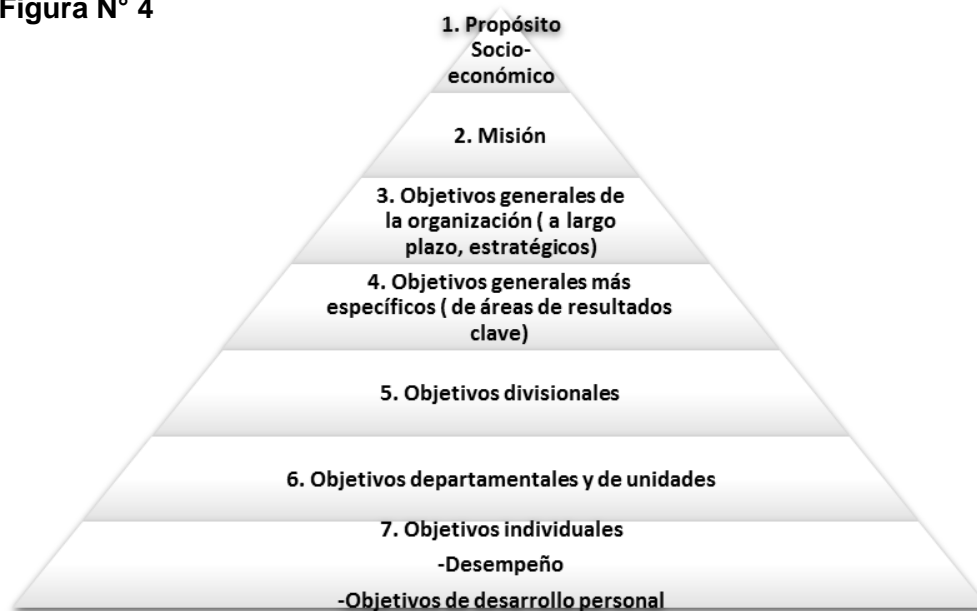 Figura N° 4
1. Propósito
Socio-
económico
2. Misión
3. Objetivos generales de
la organización ( a largo
plazo, estratégicos)
4. Objetivos generales más
específicos ( de áreas de resultados
clave)
5. Objetivos divisionales
6. Objetivos departamentales y de unidades
7. Objetivos individuales
-Desempeño
-Objetivos de desarrollo personal